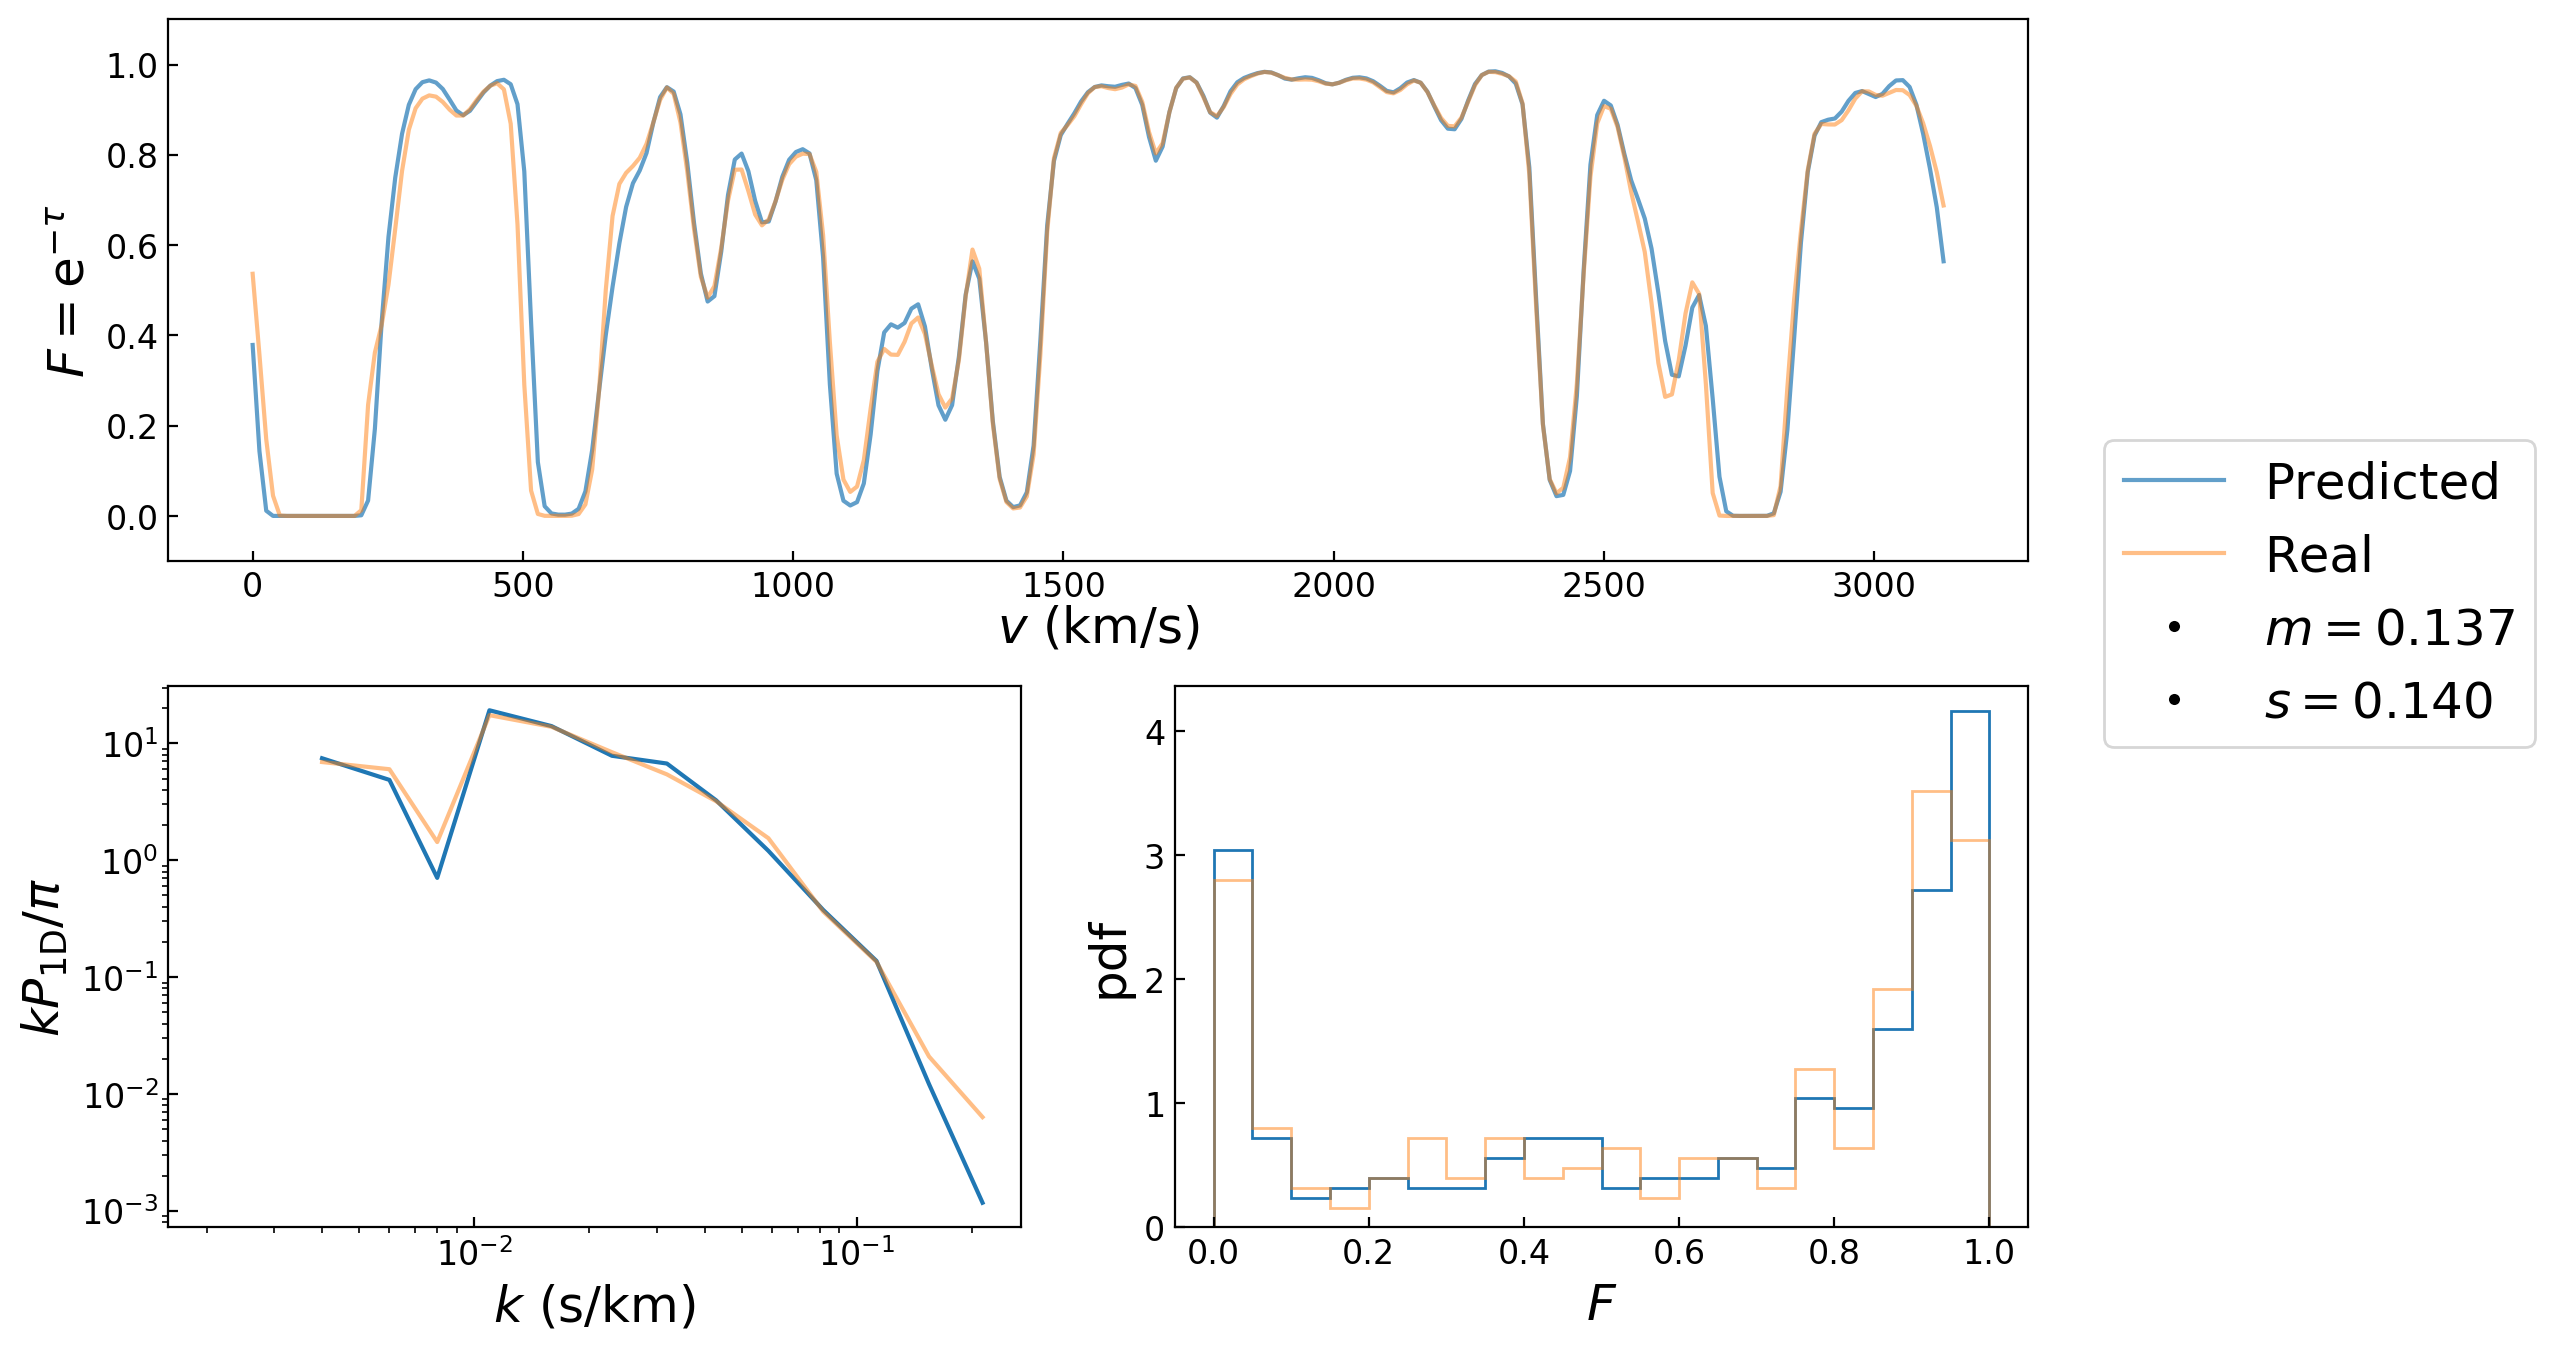 F = e^{-τ}
1.0
0.8
0.6
0.4
0.2
0.0
0 500 1000 1500 2000 2500 3000
v (km/s)
Predicted
Real
m = 0.137
s = 0.140
kP_{1D}/π
10^1
10^0
10^{-1}
10^{-2}
10^{-3}
10^{-2} 10^{-1}
k (s/km)
pdf
4
3
2
1
0
0.0 0.2 0.4 0.6 0.8 1.0
F